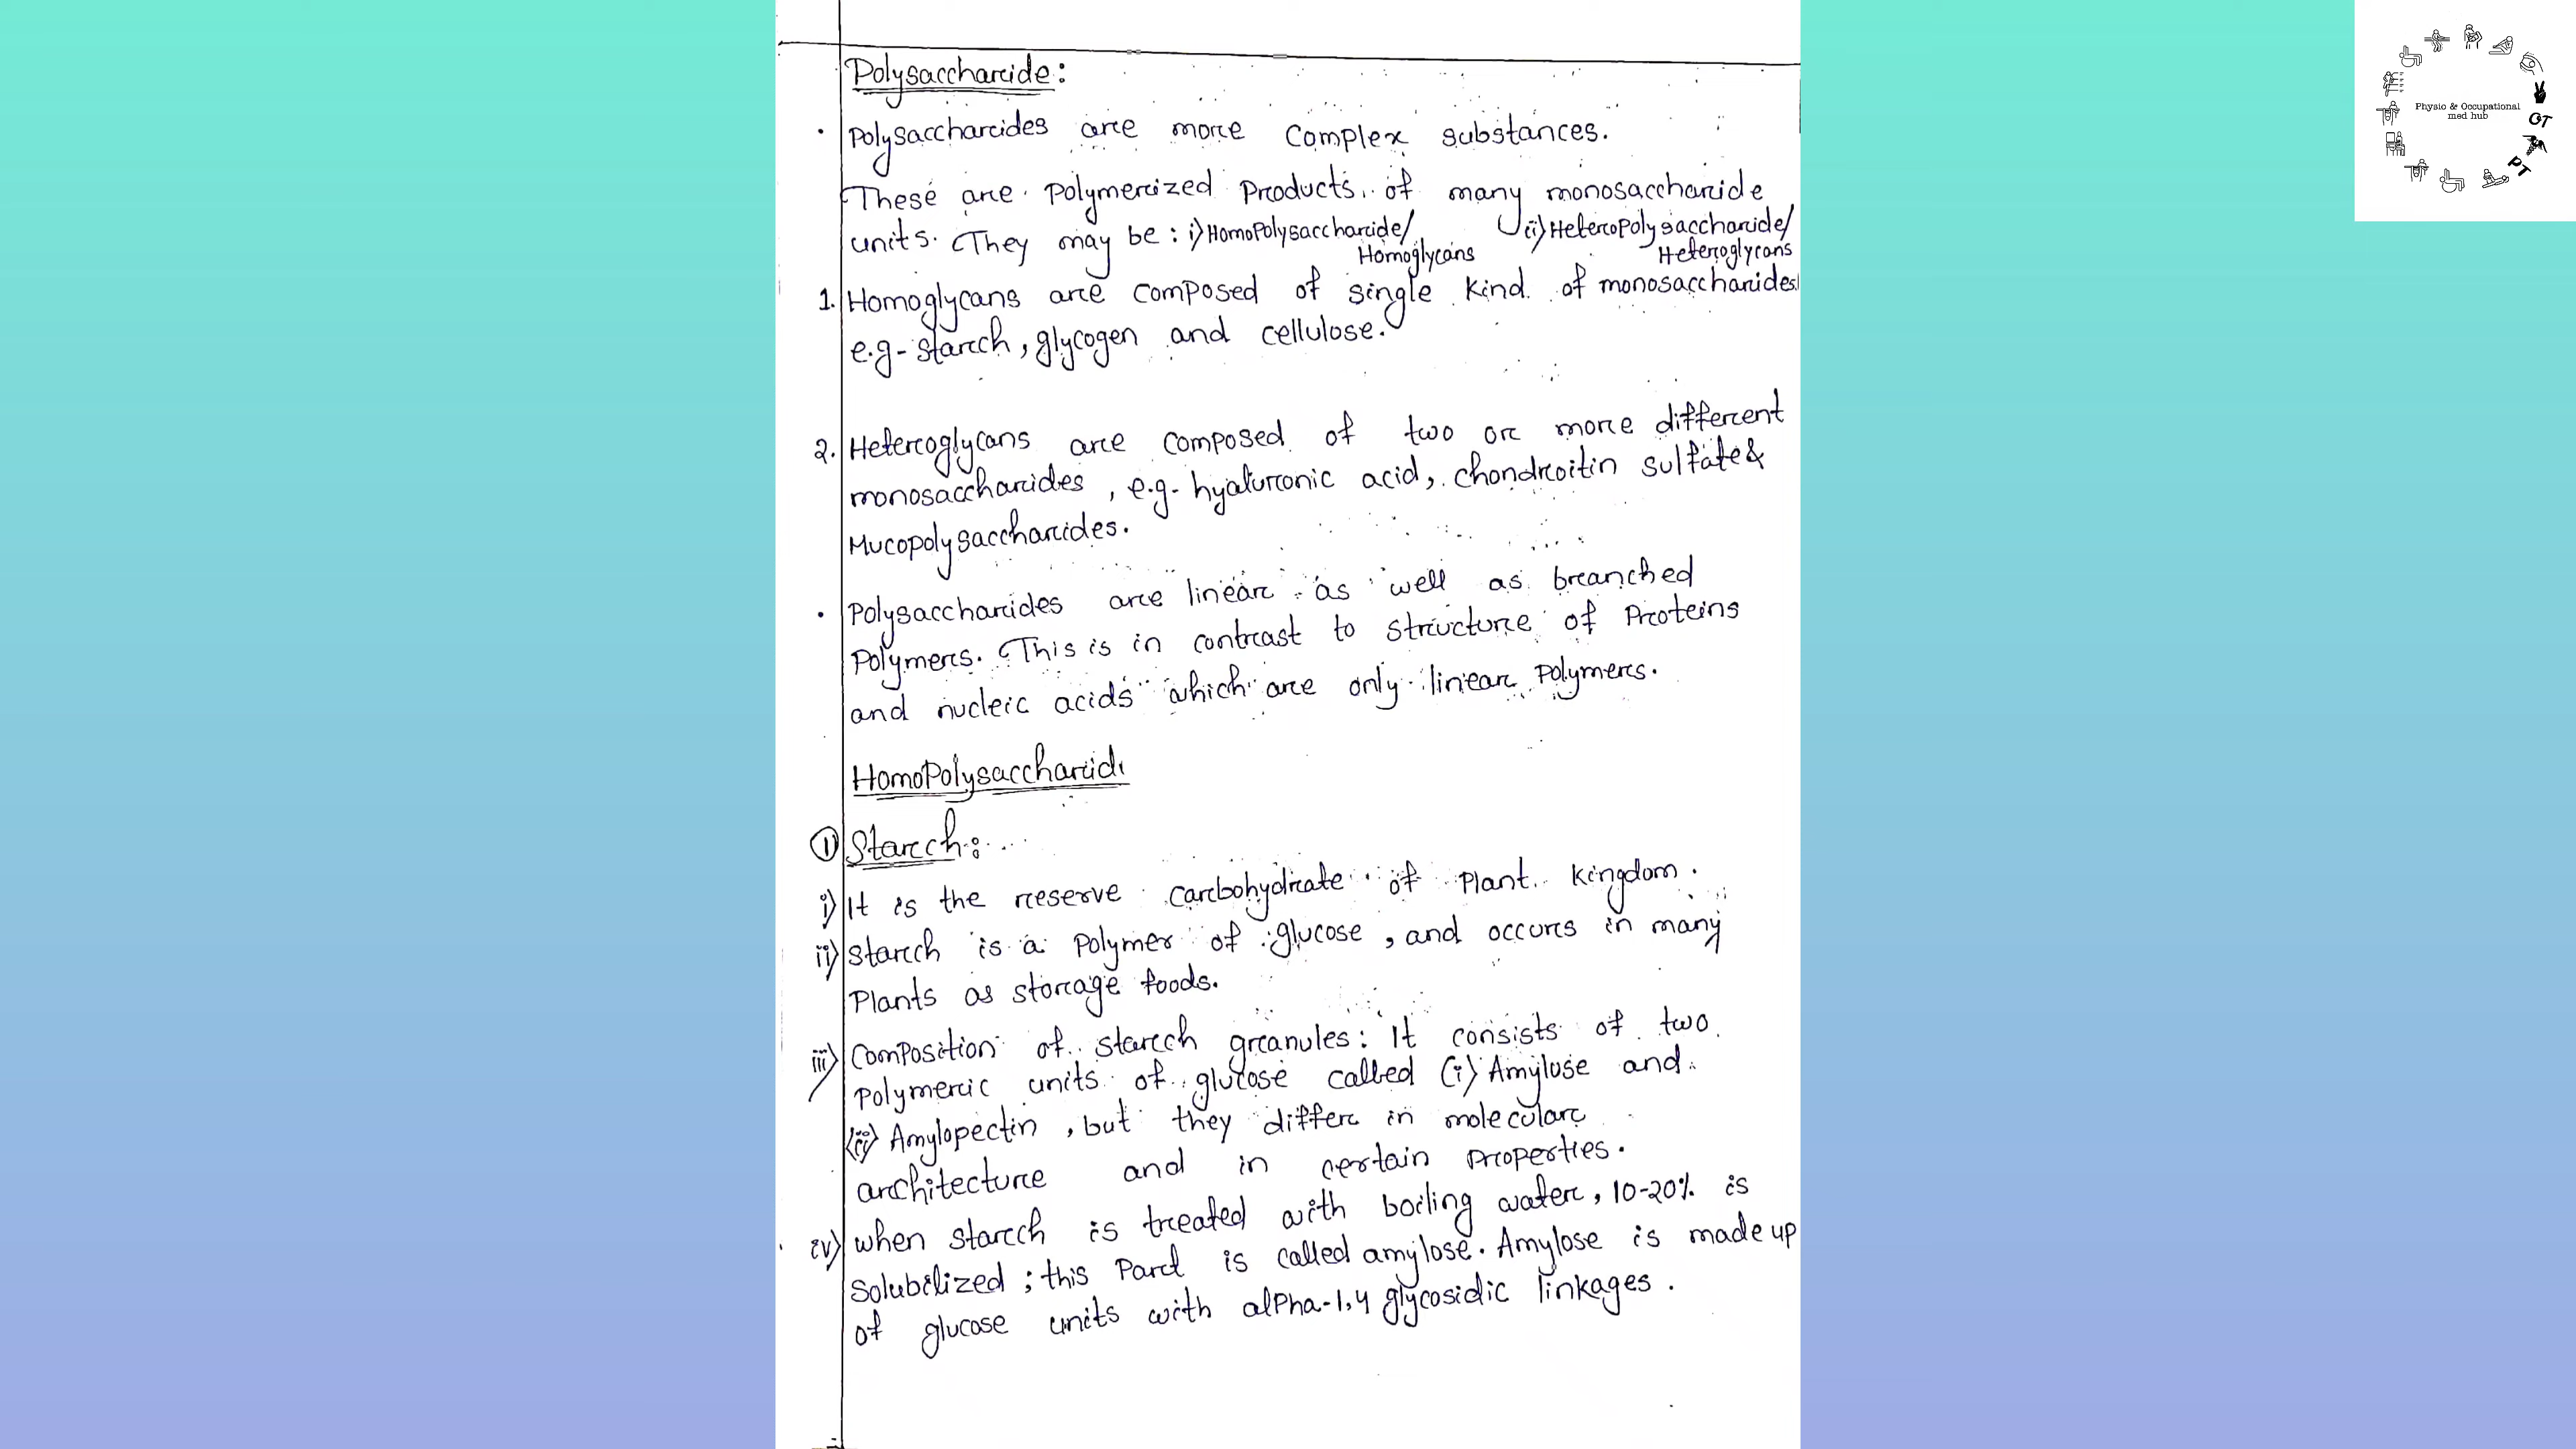 Polysaccharide:
• Polysaccharides are more complex substances.
These are polymerized products of many monosaccharide
units. They may be: i) Homopolysaccharide/ ii) Heteropolysaccharide/
Homoglycans Heteroglycans
1. Homoglycans are composed of single kind of monosaccharides.
e.g- starch, glycogen and cellulose.
2. Heteroglycans are composed of two or more different
monosaccharides, e.g- hyaluronic acid, chondroitin sulfate &
Mucopolysaccharides.
• Polysaccharides are linear as well as branched
Polymers. This is in contrast to structure of Proteins
and nucleic acids which are only linear polymers.
HomoPolysaccharid
① Starch:
i) It is the reserve carbohydrate of Plant kingdom.
ii) Starch is a polymer of glucose, and occurs in many
Plants as storage foods.
iii) Composition of starch granules: It consists of two
polymeric units of glucose called (i) Amylose and
(ii) Amylopectin, but they differ in molecular
architecture and in certain properties.
iv) when starch is treated with boiling water, 10-20% is
solubilized; this Part is called amylose. Amylose is made up
of glucose units with alpha-1,4 glycosidic linkages.
Physio & Occupational
med hub
OT
PT